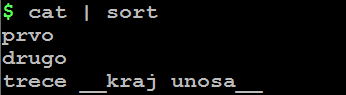 $ cat | sort
prvo
drugo
trece __kraj unosa__